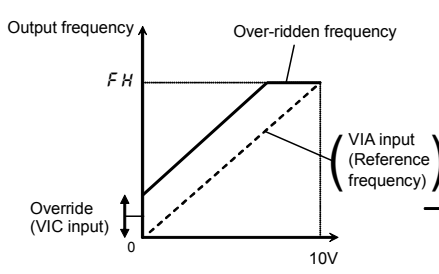 Output frequency
Over-ridden frequency
FH
VIA input
(Reference
frequency)
Override
(VIC input)
0
10V